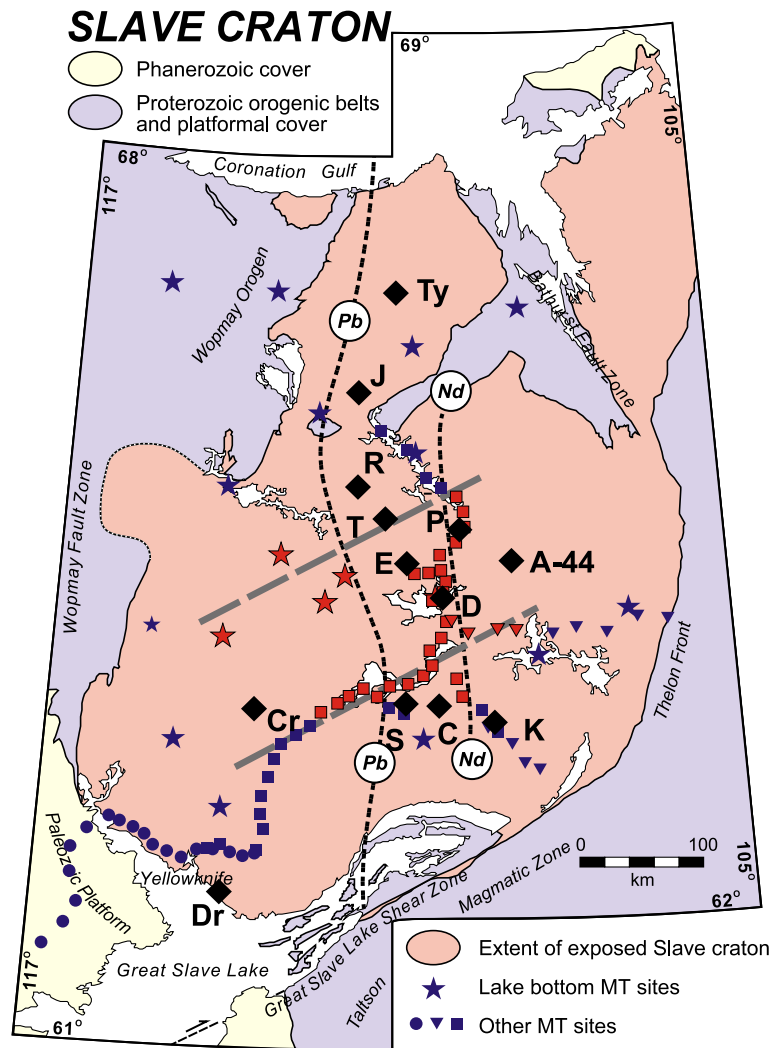 SLAVE CRATON
Phanerozoic cover
Proterozoic orogenic belts
and platformal cover
69°
105°
68°
117°
Coronation Gulf
Wopmay Orogen
Bathurst Fault Zone
Ty
Pb
J
Nd
R
T
P
E
A-44
D
Wopmay Fault Zone
Thelon Front
Cr
S
C
K
Pb
Nd
Paleozoic Platform
Yellowknife
Dr
0
100
km
105°
62°
Magmatic Zone
Great Slave Lake Shear Zone
Great Slave Lake
Taltson
117°
61°
Extent of exposed Slave craton
Lake bottom MT sites
Other MT sites